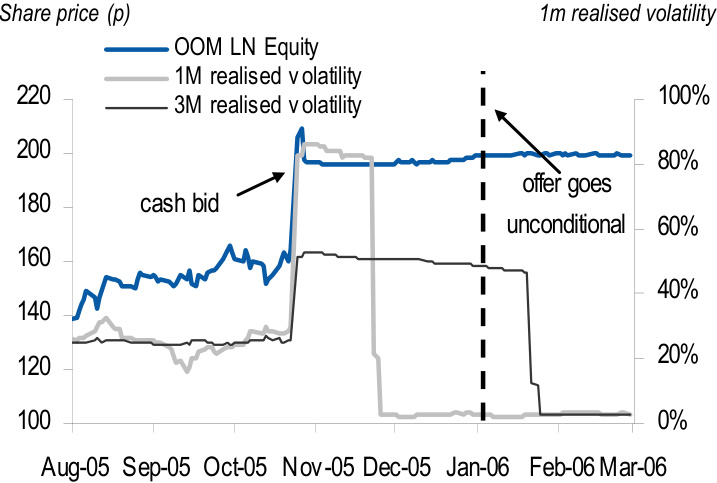 Share price (p)
1m realised volatility
OOM LN Equity
1M realised volatility
3M realised volatility
220
200
180
160
140
120
100
100%
80%
60%
40%
20%
0%
cash bid
offer goes
unconditional
Aug-05 Sep-05 Oct-05 Nov-05 Dec-05 Jan-06 Feb-06 Mar-06